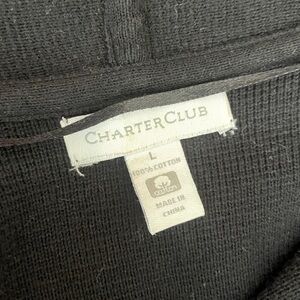 CHARTER CLUB
L
100% COTTON
MADE IN
CHINA